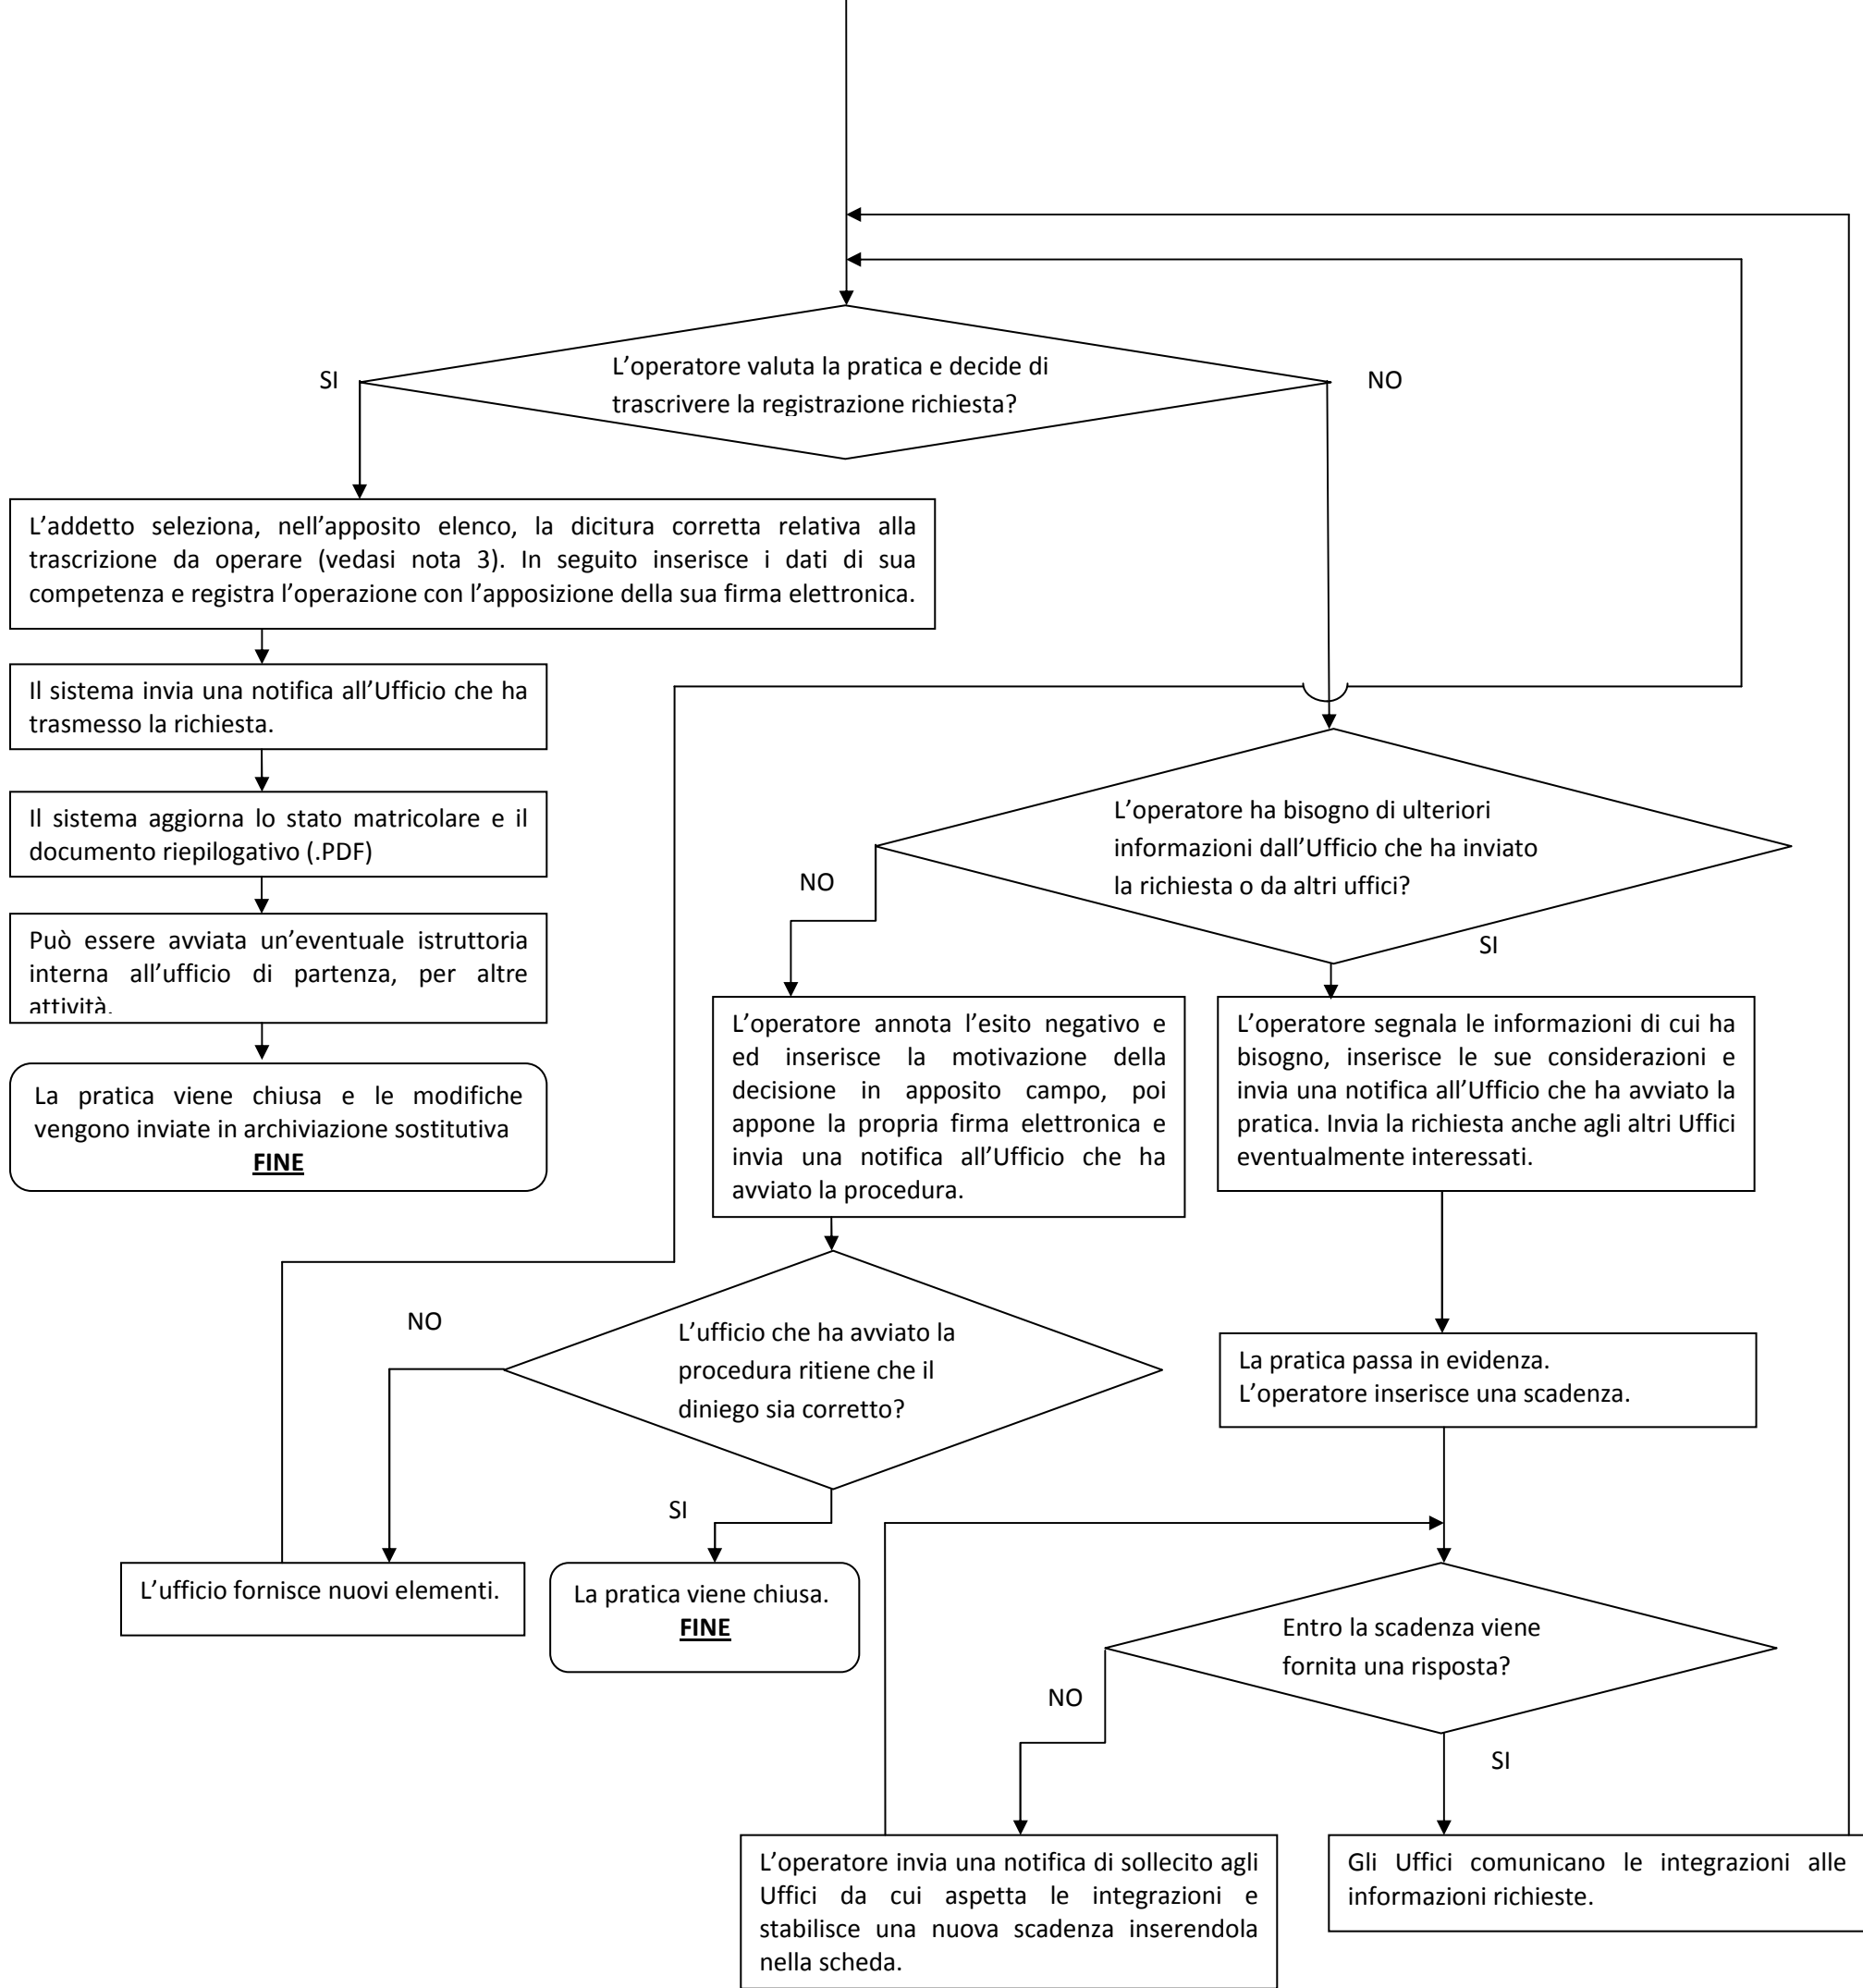 L'operatore valuta la pratica e decide di
trascrivere la registrazione richiesta?
SI
NO
L'addetto seleziona, nell'apposito elenco, la dicitura corretta relativa alla
trascrizione da operare (vedasi nota 3). In seguito inserisce i dati di sua
competenza e registra l'operazione con l'apposizione della sua firma elettronica.
Il sistema invia una notifica all'Ufficio che ha
trasmesso la richiesta.
Il sistema aggiorna lo stato matricolare e il
documento riepilogativo (.PDF)
Può essere avviata un'eventuale istruttoria
interna all'ufficio di partenza, per altre
attività.
La pratica viene chiusa e le modifiche
vengono inviate in archiviazione sostitutiva
FINE
L'operatore ha bisogno di ulteriori
informazioni dall'Ufficio che ha inviato
la richiesta o da altri uffici?
NO
SI
L'operatore annota l'esito negativo e
ed inserisce la motivazione della
decisione in apposito campo, poi
appone la propria firma elettronica e
invia una notifica all'Ufficio che ha
avviato la procedura.
L'operatore segnala le informazioni di cui ha
bisogno, inserisce le sue considerazioni e
invia una notifica all'Ufficio che ha avviato la
pratica. Invia la richiesta anche agli altri Uffici
eventualmente interessati.
NO
L'ufficio che ha avviato la
procedura ritiene che il
diniego sia corretto?
SI
La pratica passa in evidenza.
L'operatore inserisce una scadenza.
L'ufficio fornisce nuovi elementi.
La pratica viene chiusa.
FINE
Entro la scadenza viene
fornita una risposta?
NO
SI
L'operatore invia una notifica di sollecito agli
Uffici da cui aspetta le integrazioni e
stabilisce una nuova scadenza inserendola
nella scheda.
Gli Uffici comunicano le integrazioni alle
informazioni richieste.